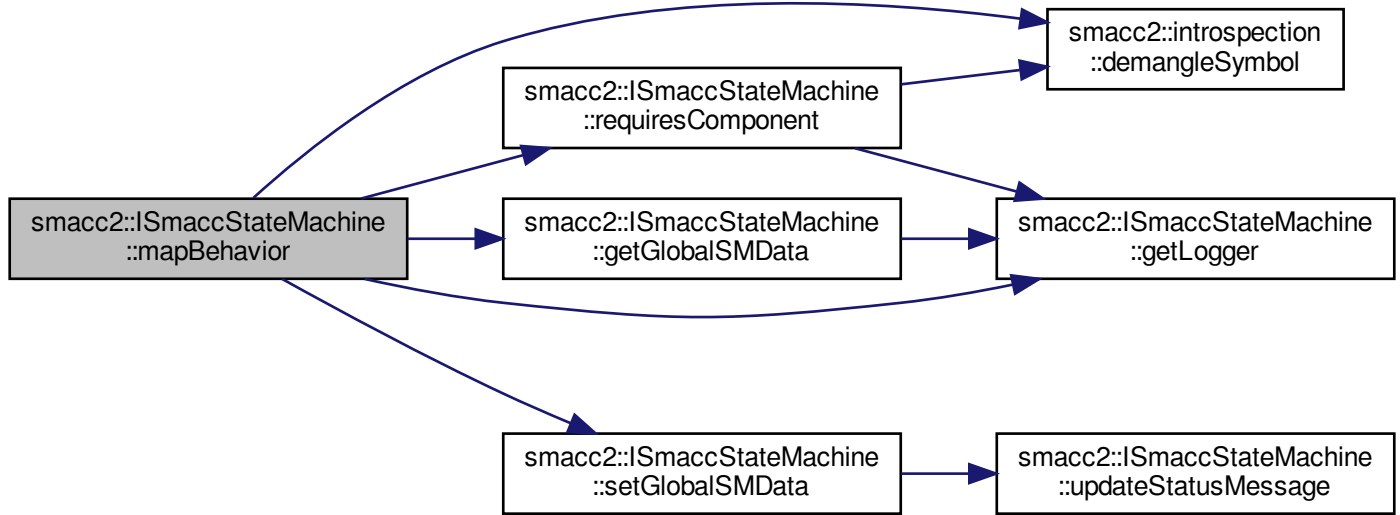 smacc2::ISmaccStateMachine
::mapBehavior
smacc2::introspection
::demangleSymbol
smacc2::ISmaccStateMachine
::requiresComponent
smacc2::ISmaccStateMachine
::getGlobalSMData
smacc2::ISmaccStateMachine
::getLogger
smacc2::ISmaccStateMachine
::setGlobalSMData
smacc2::ISmaccStateMachine
::updateStatusMessage